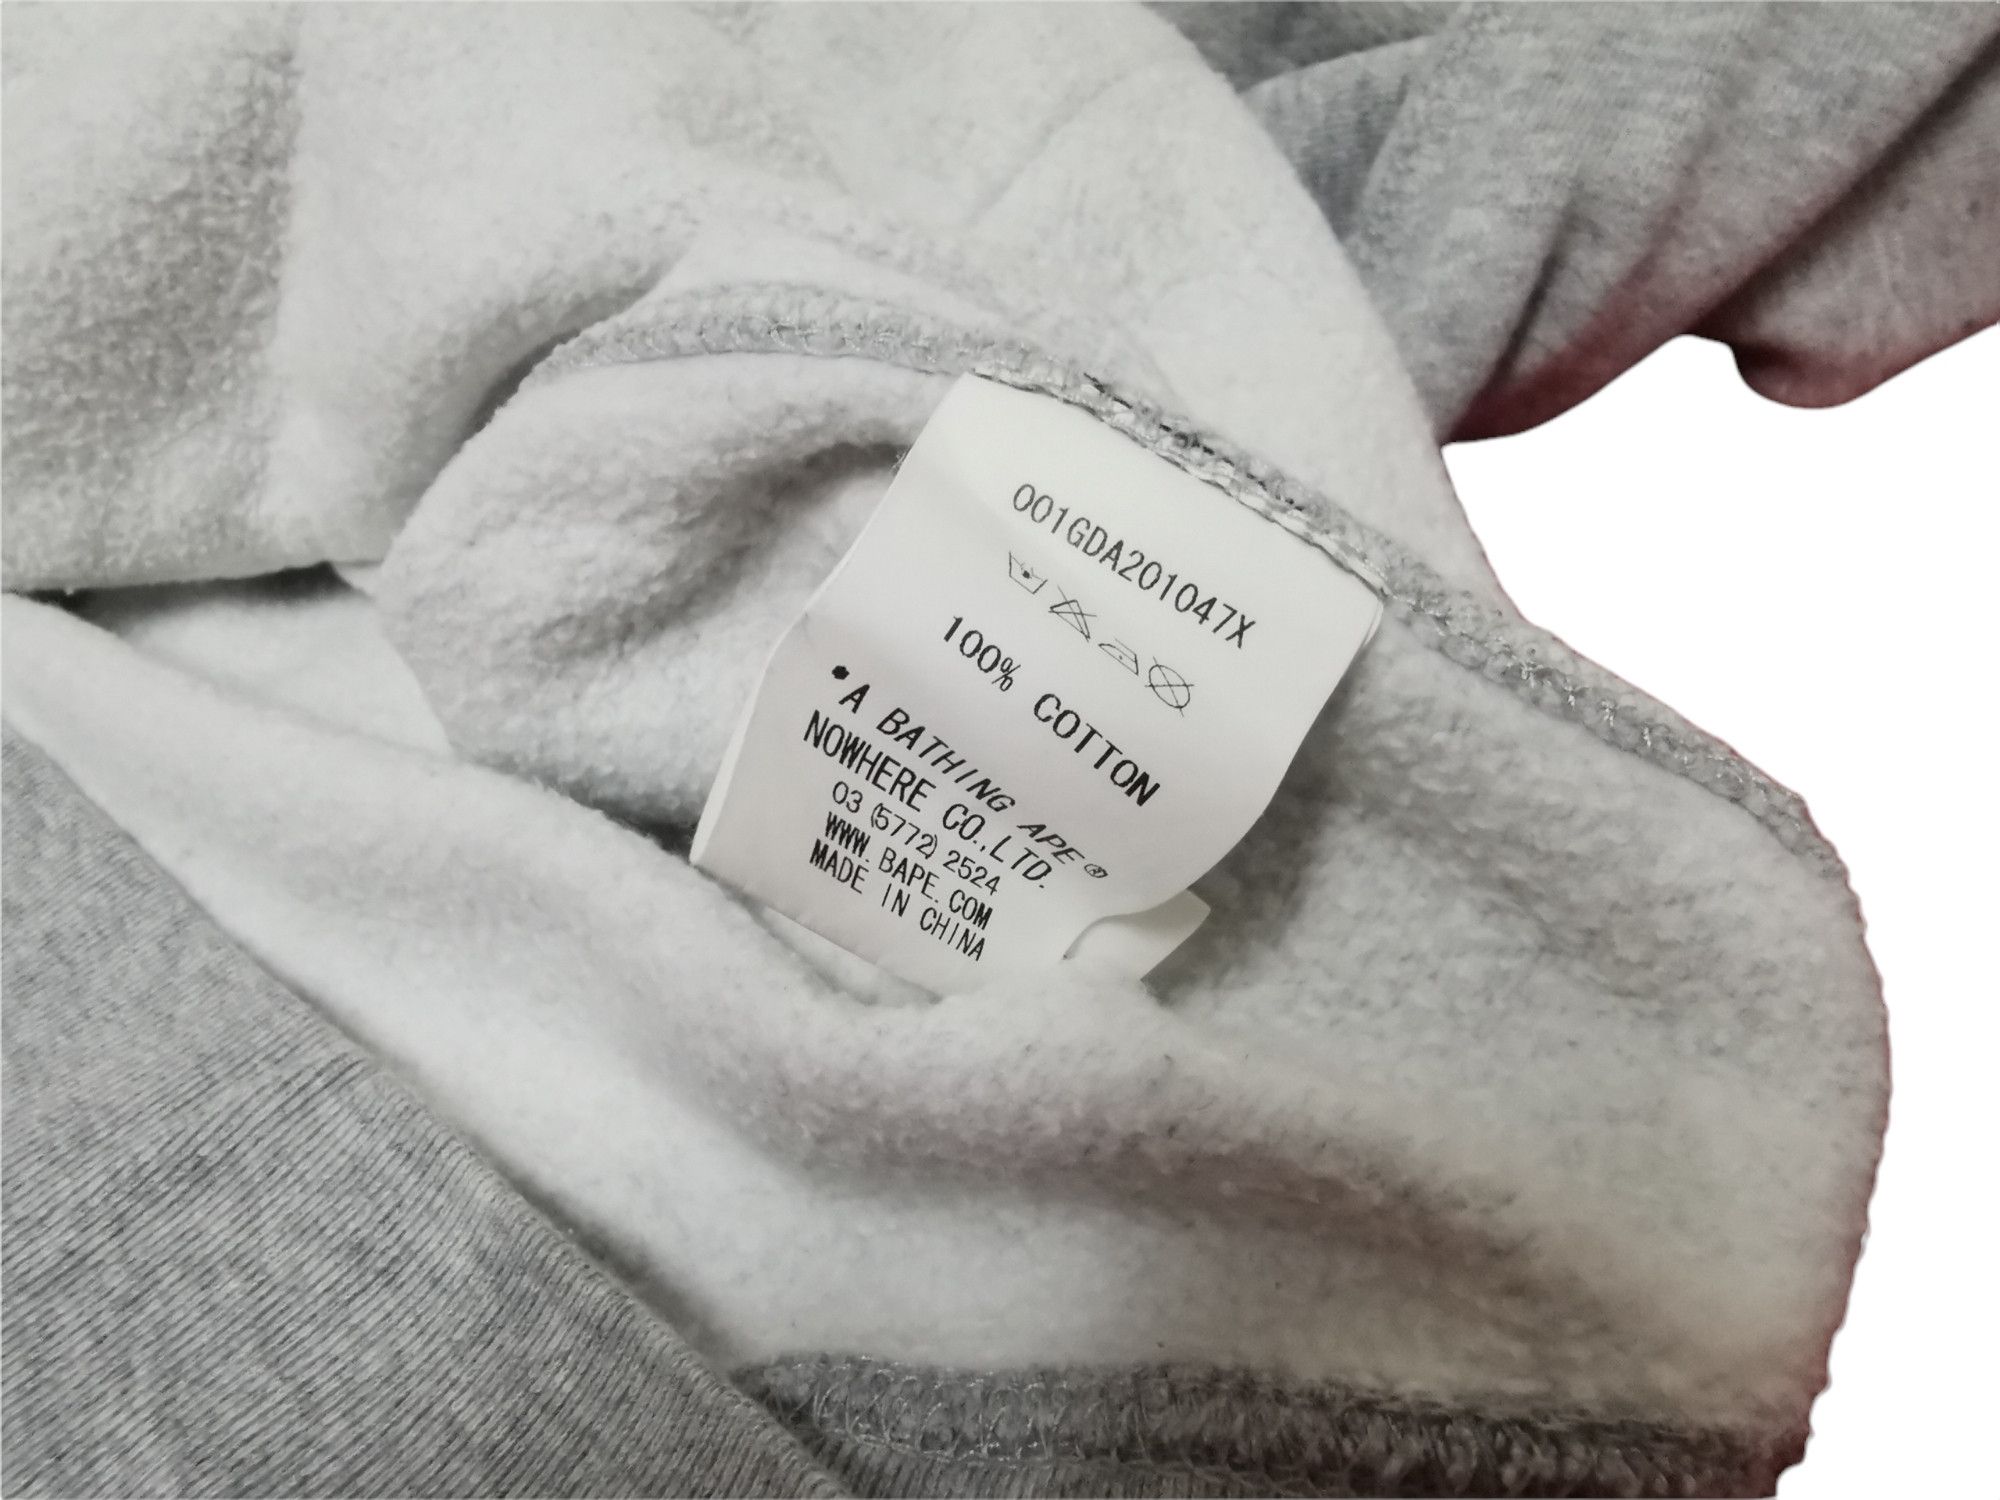 001GDA201047X
100% COTTON
•A BATHING APE®
NOWHERE CO.,LTD.
03 (5772) 2524
WWW.BAPE.COM
MADE IN CHINA